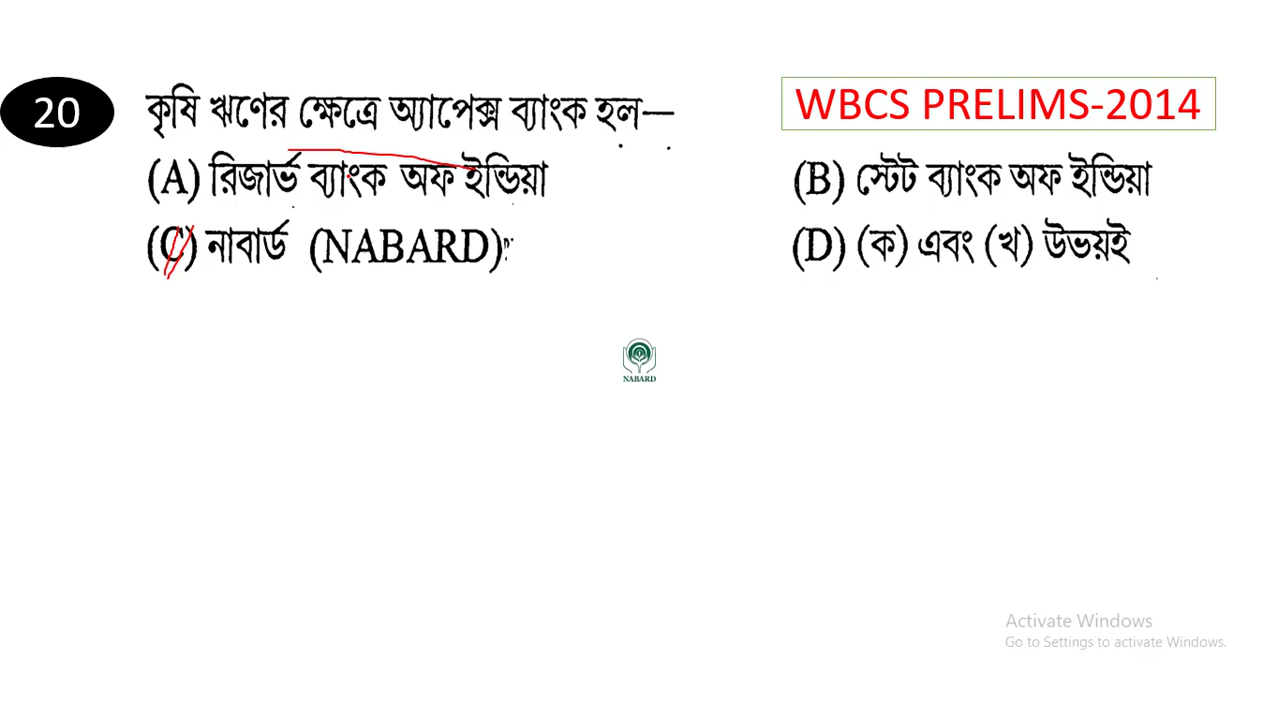 20 কৃষি ঋণের ক্ষেত্রে অ্যাপেক্স ব্যাংক হল—
WBCS PRELIMS-2014
(A) রিজার্ভ ব্যাংক অফ ইন্ডিয়া (B) স্টেট ব্যাংক অফ ইন্ডিয়া
(C) নাবার্ড (NABARD) (D) (ক) এবং (খ) উভয়ই
NABARD
Activate Windows
Go to Settings to activate Windows.